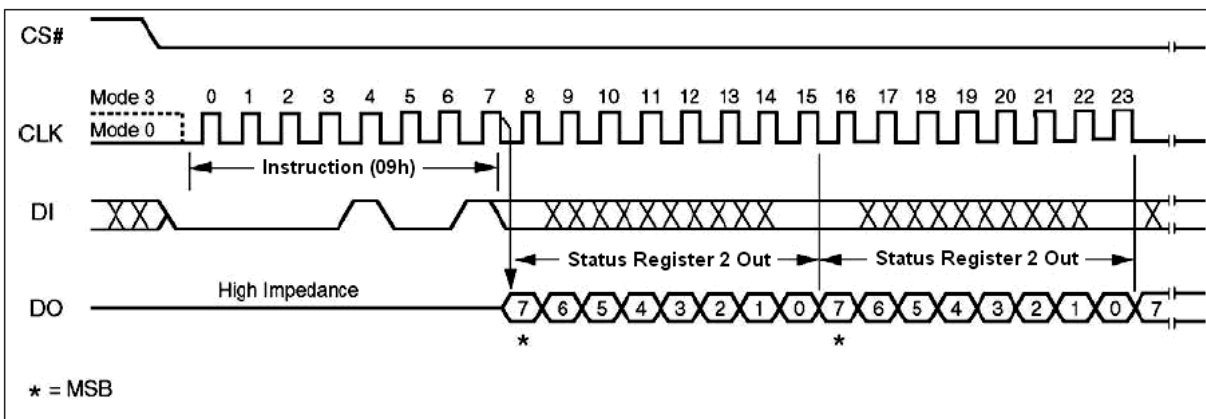 CS#
Mode 3 0 1 2 3 4 5 6 7 8 9 10 11 12 13 14 15 16 17 18 19 20 21 22 23
CLK Mode 0
Instruction (09h)
DI
Status Register 2 Out Status Register 2 Out
High Impedance
DO 7 6 5 4 3 2 1 0 7 6 5 4 3 2 1 0 7
* *
* = MSB